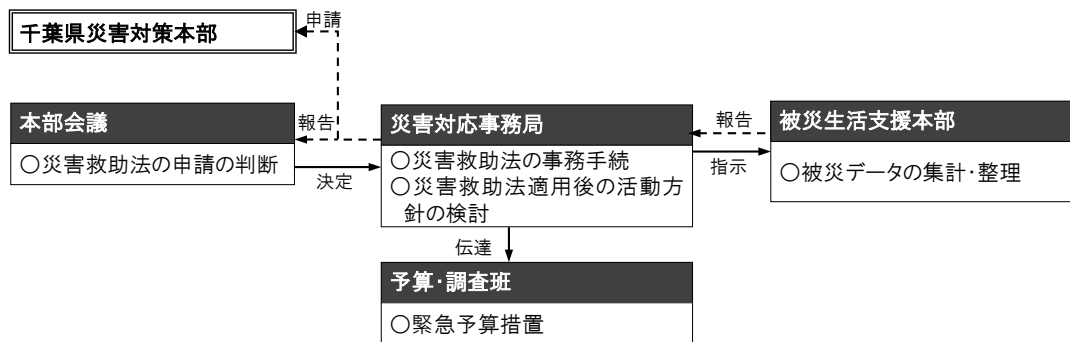 千葉県災害対策本部
申請
本部会議
○災害救助法の申請の判断
報告
決定
災害対応事務局
○災害救助法の事務手続
○災害救助法適用後の活動方
針の検討
報告
指示
被災生活支援本部
○被災データの集計・整理
伝達
予算・調査班
○緊急予算措置